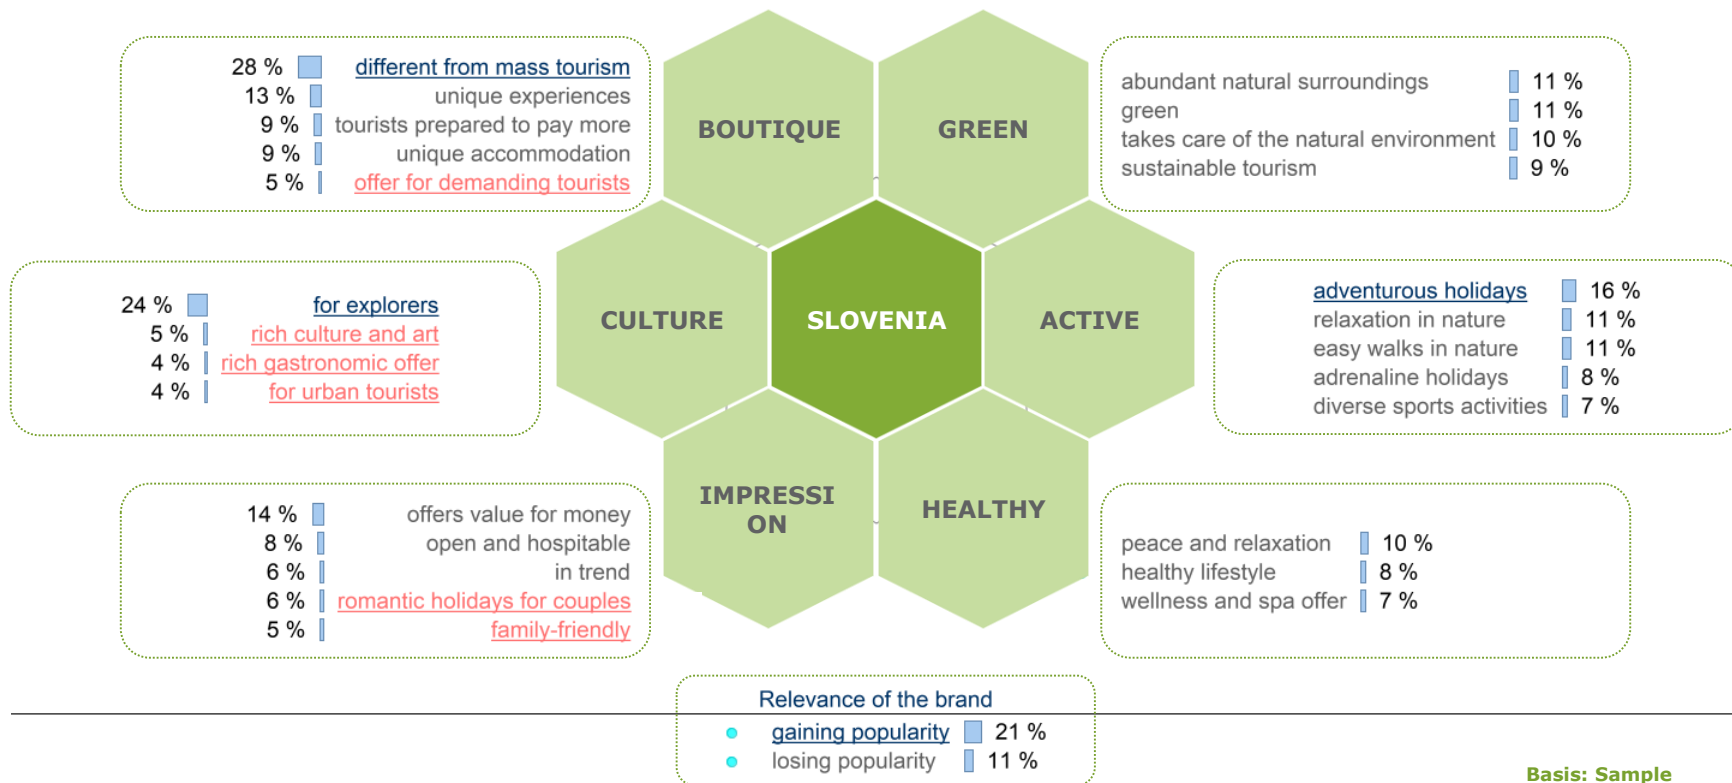 28 % different from mass tourism
13 % unique experiences
9 % tourists prepared to pay more
9 % unique accommodation
5 % offer for demanding tourists
BOUTIQUE
GREEN
abundant natural surroundings 11 %
green 11 %
takes care of the natural environment 10 %
sustainable tourism 9 %
24 % for explorers
5 % rich culture and art
4 % rich gastronomic offer
4 % for urban tourists
CULTURE
SLOVENIA
ACTIVE
adventurous holidays 16 %
relaxation in nature 11 %
easy walks in nature 11 %
adrenaline holidays 8 %
diverse sports activities 7 %
14 % offers value for money
8 % open and hospitable
6 % in trend
6 % romantic holidays for couples
5 % family-friendly
IMPRESSI
ON
HEALTHY
peace and relaxation 10 %
healthy lifestyle 8 %
wellness and spa offer 7 %
Relevance of the brand
gaining popularity 21 %
losing popularity 11 %
Basis: Sample